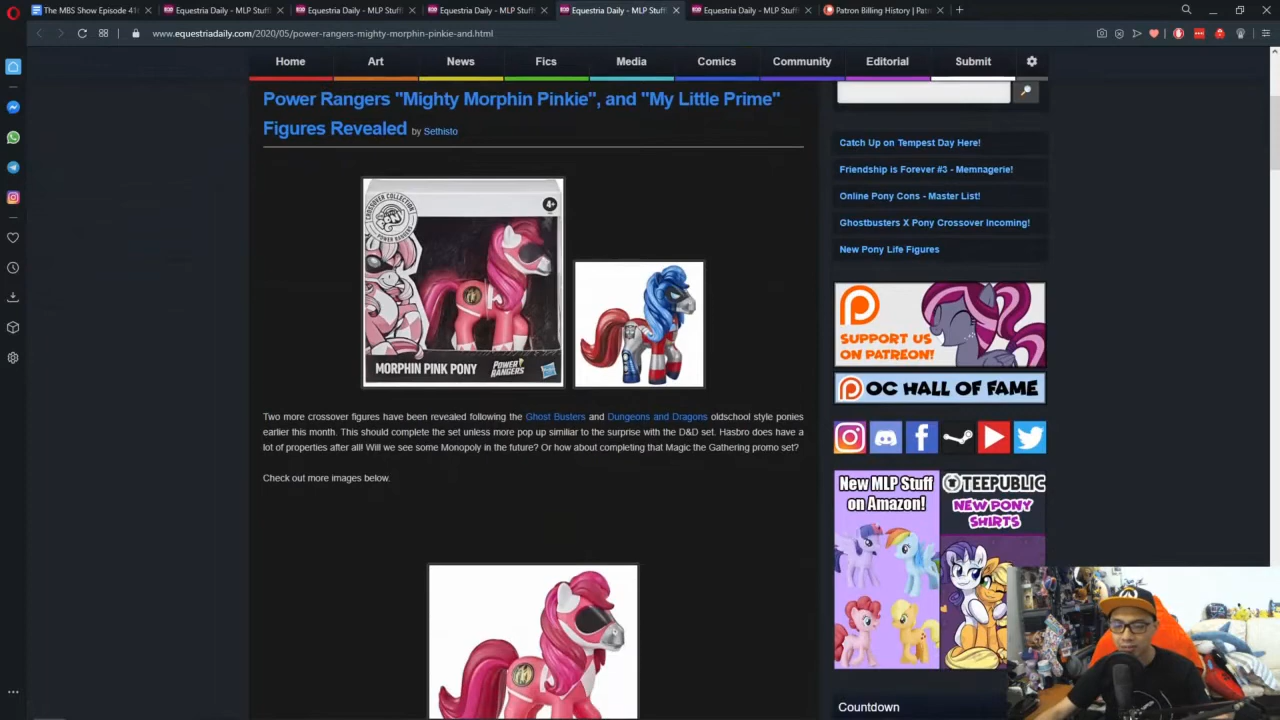 The MBS Show Episode 41
Equestria Daily - MLP Stuf
Equestria Daily - MLP Stuf
Equestria Daily - MLP Stuf
Equestria Daily - MLP Stuf
Equestria Daily - MLP Stuf
Patron Billing History | Pat
www.equestriadaily.com/2020/05/power-rangers-mighty-morphin-pinkie-and.html
Home
Art
News
Fics
Media
Comics
Community
Editorial
Submit
Power Rangers "Mighty Morphin Pinkie", and "My Little Prime"
Figures Revealed by Sethisto
CROSSOVER COLLECTION
POWER RANGERS
4+
MORPHIN PINK PONY
POWER RANGERS
Two more crossover figures have been revealed following the Ghost Busters and Dungeons and Dragons oldschool style ponies
earlier this month. This should complete the set unless more pop up similiar to the surprise with the D&D set. Hasbro does have a
lot of properties after all! Will we see some Monopoly in the future? Or how about completing that Magic the Gathering promo set?
Check out more images below.
Catch Up on Tempest Day Here!
Friendship is Forever #3 - Memnagerie!
Online Pony Cons - Master List!
Ghostbusters X Pony Crossover Incoming!
New Pony Life Figures
SUPPORT US
ON PATREON!
OC HALL OF FAME
New MLP Stuff
on Amazon!
TEEPUBLIC
NEW PONY
SHIRTS
Countdown